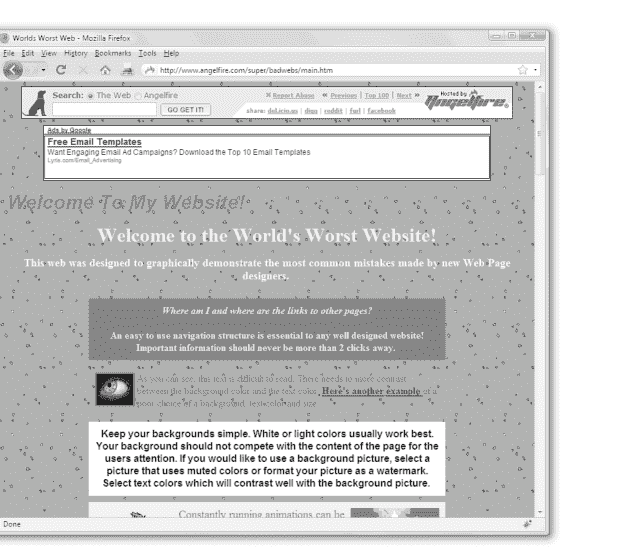 Worlds Worst Web - Mozilla Firefox
File Edit View History Bookmarks Tools Help
http://www.angelfire.com/super/badwebs/main.htm
Search: The Web Angelfire
Report Abuse « Previous | Top 100 | Next »
Hosted by
Angelfire
GO GET IT!
share: del.icio.us | digg | reddit | furl | facebook
Ads by Google
Free Email Templates
Want Engaging Email Ad Campaigns? Download the Top 10 Email Templates
Lyris.com/Email_Advertising
Welcome To My Website!
Welcome to the World's Worst Website!
This web was designed to graphically demonstrate the most common mistakes made by new Web Page
designers.
Where am I and where are the links to other pages?
An easy to use navigation structure is essential to any well designed website!
Important information should never be more than 2 clicks away.
As you can see, this text is difficult to read. There needs to more contrast
between the background color and the text color. Here's another example of a
poor choice of a background, text color and size.
Keep your backgrounds simple. White or light colors usually work best.
Your background should not compete with the content of the page for the
users attention. If you would like to use a background picture, select a
picture that uses muted colors or format your picture as a watermark.
Select text colors which will contrast well with the background picture.
Constantly running animations can be
Done